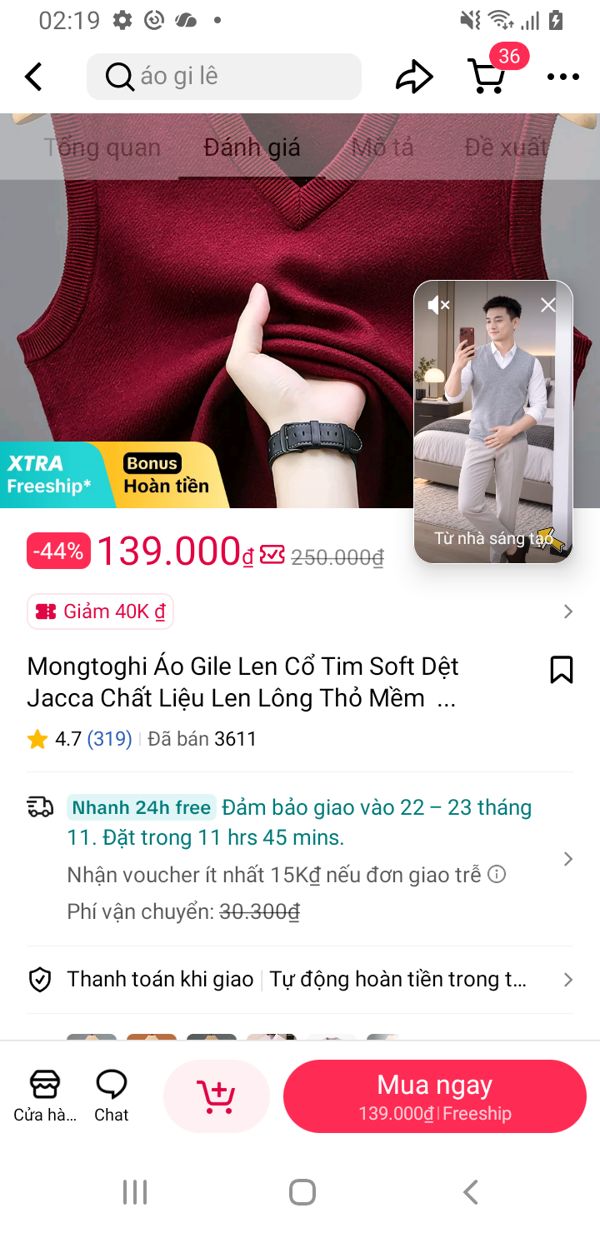 02:19
áo gi lê
36
Tổng quan Đánh giá Mô tả Đề xuất
XTRA
Freeship*
Bonus
Hoàn tiền
Từ nhà sáng tạo
-44% 139.000đ 250.000đ
Giảm 40K đ
Mongtoghi Áo Gile Len Cổ Tim Soft Dệt
Jacca Chất Liệu Len Lông Thỏ Mềm ...
4.7 (319) Đã bán 3611
Nhanh 24h free Đảm bảo giao vào 22 – 23 tháng
11. Đặt trong 11 hrs 45 mins.
Nhận voucher ít nhất 15K₫ nếu đơn giao trễ
Phí vận chuyển: 30.300₫
Thanh toán khi giao Tự động hoàn tiền trong t...
Cửa hà... Chat
Mua ngay
139.000₫ Freeship